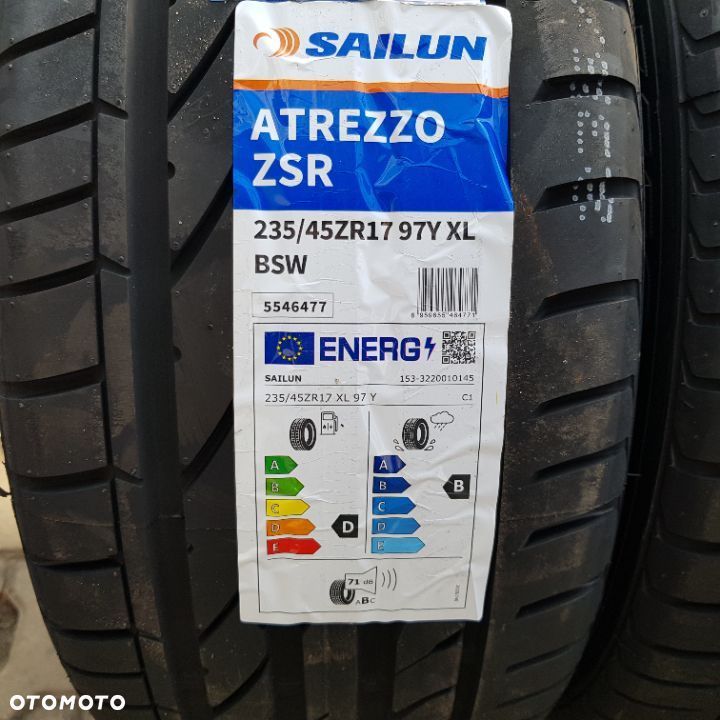 SAILUN
ATREZZO
ZSR
235/45ZR17 97Y XL
BSW
5546477
ENERG
SAILUN 153-3220010145
235/45ZR17 XL 97 Y C1
A A
B B B
C C
D D D
E E
71 dB
ABC
OTOMOTO